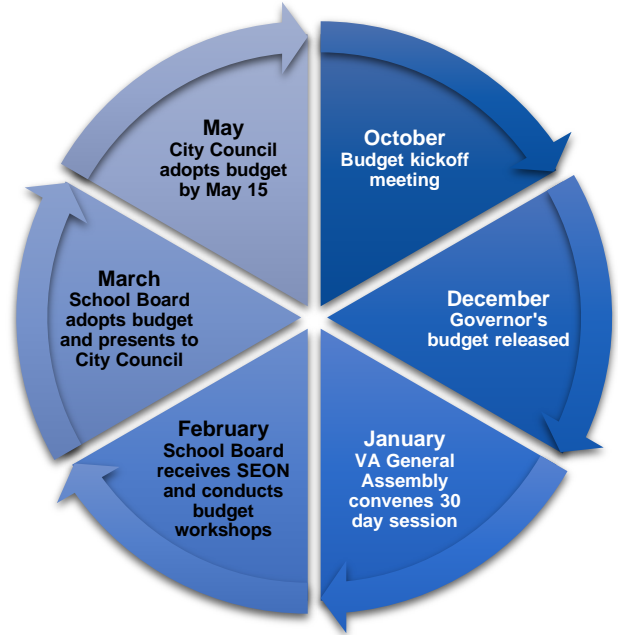 October
Budget kickoff
meeting
December
Governor's
budget released
January
VA General
Assembly
convenes 30
day session
February
School Board
receives SEON
and conducts
budget
workshops
March
School Board
adopts budget
and presents to
City Council
May
City Council
adopts budget
by May 15